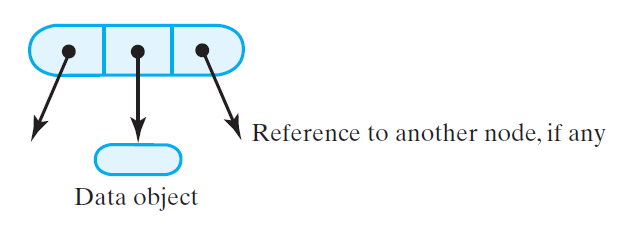 Reference to another node, if any
Data object